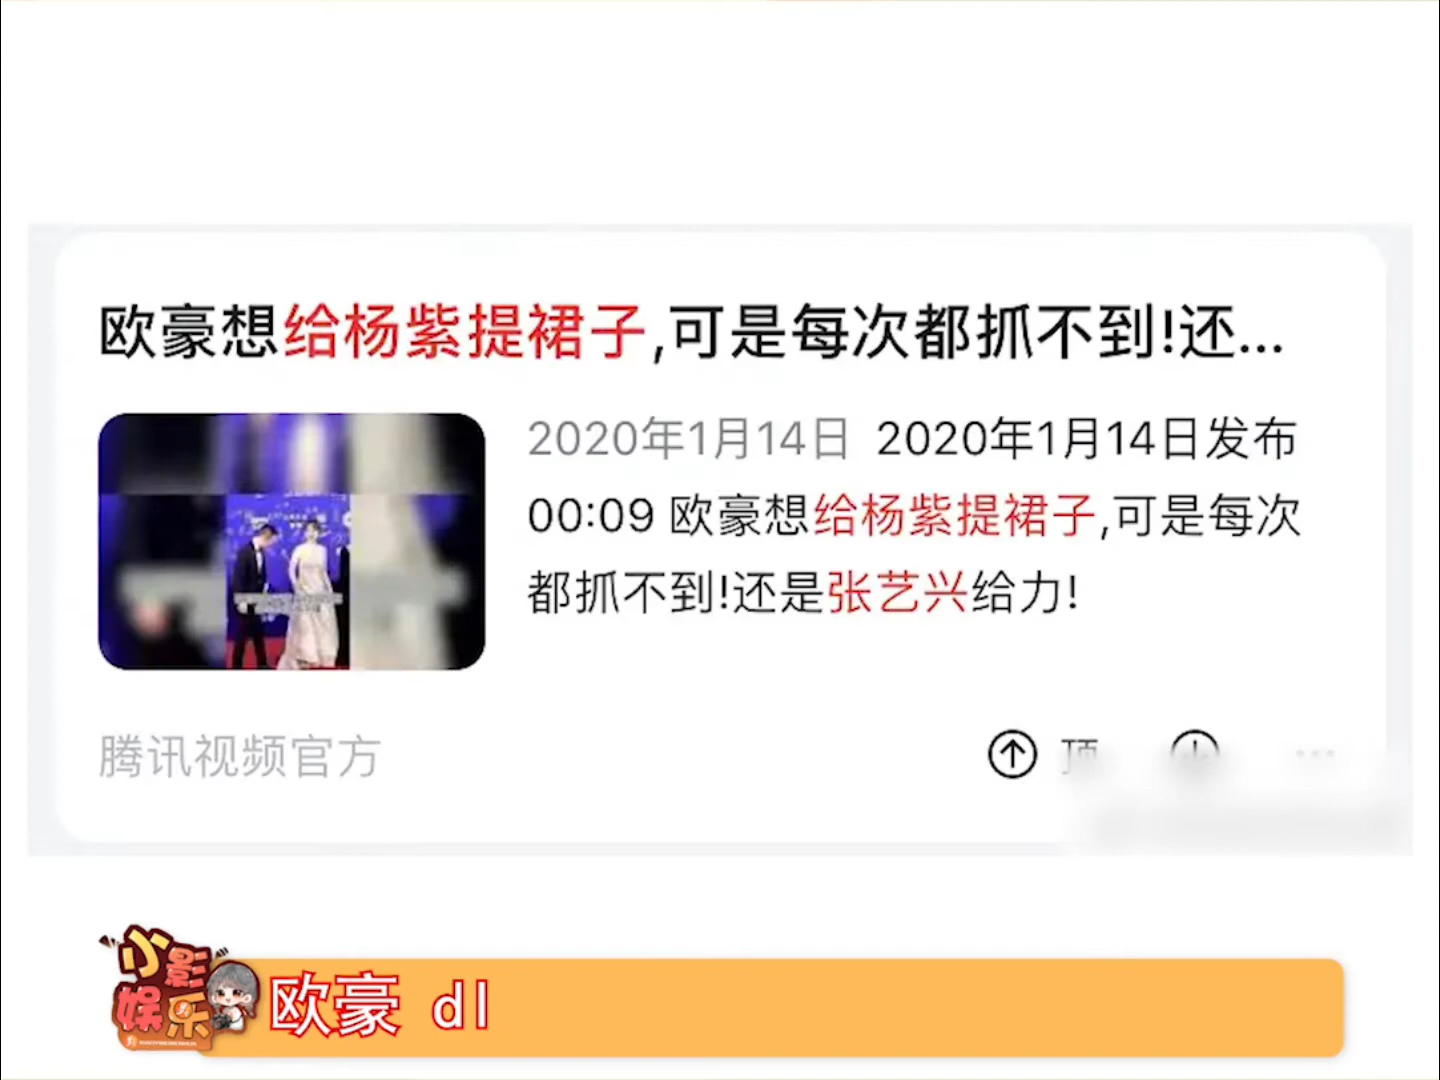 欧豪想给杨紫提裙子,可是每次都抓不到!还...
2020年1月14日 2020年1月14日发布
00:09 欧豪想给杨紫提裙子,可是每次
都抓不到!还是张艺兴给力!
腾讯视频官方
顶
小影
娱乐
欧豪 dl